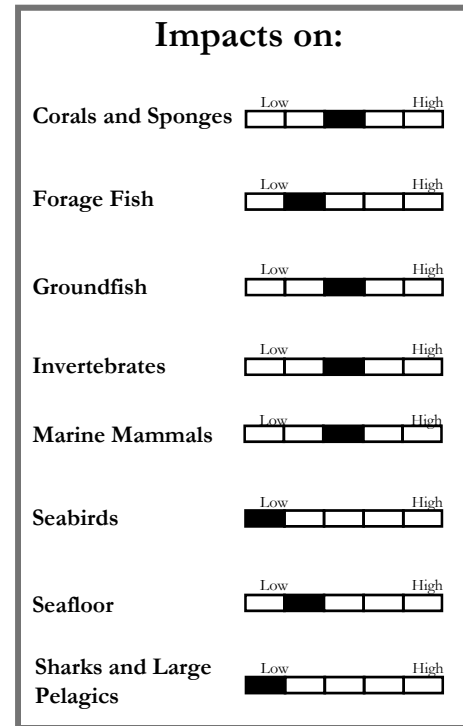 Impacts on:
Low High
Corals and Sponges
Low High
Forage Fish
Low High
Groundfish
Low High
Invertebrates
Low High
Marine Mammals
Low High
Seabirds
Low High
Seafloor
Sharks and Large
Low High
Pelagics